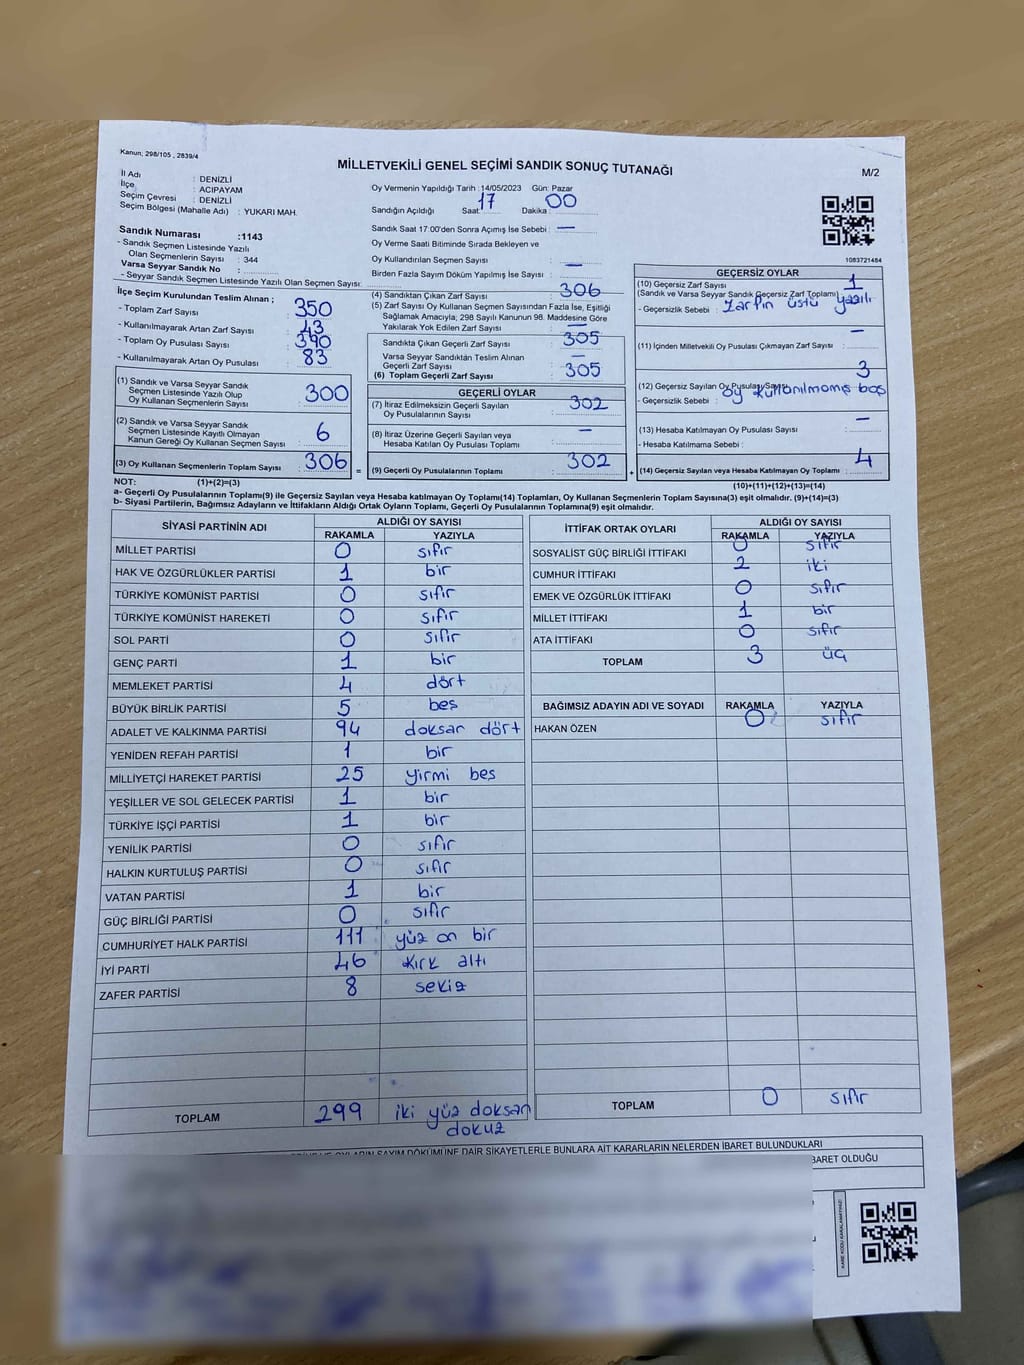 Kanun; 298/105 , 2839/4
MİLLETVEKİLİ GENEL SEÇİMİ SANDIK SONUÇ TUTANAĞI
M/2
İl Adı : DENİZLİ
İlçe : ACIPAYAM
Seçim Çevresi : DENİZLİ
Seçim Bölgesi (Mahalle Adı) : YUKARI MAH.
Oy Vermenin Yapıldığı Tarih :14/05/2023 Gün: Pazar
Sandığın Açıldığı Saat 17 Dakika 00
Sandık Saat 17:00'den Sonra Açımış İse Sebebi : —
Oy Verme Saati Bitiminde Sırada Bekleyen ve
Oy Kullandırılan Seçmen Sayısı : —
Birden Fazla Sayım Döküm Yapılmış İse Sayısı :
Sandık Numarası :1143
- Sandık Seçmen Listesinde Yazılı
Olan Seçmenlerin Sayısı : 344
Varsa Seyyar Sandık No :
- Seyyar Sandık Seçmen Listesinde Yazılı Olan Seçmen Sayısı:
1083721484
İlçe Seçim Kurulundan Teslim Alınan ;
- Toplam Zarf Sayısı : 350
- Kullanılmayarak Artan Zarf Sayısı : 43
- Toplam Oy Pusulası Sayısı : 390
- Kullanılmayarak Artan Oy Pusulası : 83
(1) Sandık ve Varsa Seyyar Sandık
Seçmen Listesinde Yazılı Olup
Oy Kullanan Seçmenlerin Sayısı : 300
(2) Sandık ve Varsa Seyyar Sandık
Seçmen Listesinde Kayıtlı Olmayan
Kanun Gereği Oy Kullanan Seçmen Sayısı : 6
(3) Oy Kullanan Seçmenlerin Toplam Sayısı : 306
(4) Sandıktan Çıkan Zarf Sayısı : 306
(5) Zarf Sayısı Oy Kullanan Seçmen Sayısından Fazla İse, Eşitliği
Sağlamak Amacıyla; 298 Sayılı Kanunun 98. Maddesine Göre
Yakılarak Yok Edilen Zarf Sayısı : —
Sandıkta Çıkan Geçerli Zarf Sayısı : 305
Varsa Seyyar Sandıktan Teslim Alınan
Geçerli Zarf Sayısı : —
(6) Toplam Geçerli Zarf Sayısı : 305
GEÇERLİ OYLAR
(7) İtiraz Edilmeksizin Geçerli Sayılan
Oy Pusulalarının Sayısı : 302
(8) İtiraz Üzerine Geçerli Sayılan veya
Hesaba Katılan Oy Pusulası Toplamı : —
= (9) Geçerli Oy Pusulalarının Toplamı : 302
GEÇERSİZ OYLAR
(10) Geçersiz Zarf Sayısı : 1
(Sandık ve Varsa Seyyar Sandık Geçersiz Zarf Toplamı)
- Geçersizlik Sebebi : Zarfın üstü yazılı
(11) İçinden Milletvekili Oy Pusulası Çıkmayan Zarf Sayısı : —
(12) Geçersiz Sayılan Oy Pusulası Sayısı : 3
- Geçersizlik Sebebi : oy kullanılmamış boş
(13) Hesaba Katılmayan Oy Pusulası Sayısı : —
- Hesaba Katılmama Sebebi :
+ (14) Geçersiz Sayılan veya Hesaba Katılmayan Oy Toplamı : 4
NOT: (1)+(2)=(3)
(10)+(11)+(12)+(13)=(14)
a- Geçerli Oy Pusulalarının Toplamı(9) ile Geçersiz Sayılan veya Hesaba katılmayan Oy Toplamı(14) Toplamları, Oy Kullanan Seçmenlerin Toplam Sayısına(3) eşit olmalıdır. (9)+(14)=(3)
b- Siyasi Partilerin, Bağımsız Adayların ve İttifakların Aldığı Ortak Oyların Toplamı, Geçerli Oy Pusulalarının Toplamına(9) eşit olmalıdır.
SİYASİ PARTİNİN ADI ALDIĞI OY SAYISI
RAKAMLA YAZIYLA
MİLLET PARTİSİ 0 sıfır
HAK VE ÖZGÜRLÜKLER PARTİSİ 1 bir
TÜRKİYE KOMÜNİST PARTİSİ 0 sıfır
TÜRKİYE KOMÜNİST HAREKETİ 0 sıfır
SOL PARTİ 0 sıfır
GENÇ PARTİ 1 bir
MEMLEKET PARTİSİ 4 dört
BÜYÜK BİRLİK PARTİSİ 5 beş
ADALET VE KALKINMA PARTİSİ 94 doksan dört
YENİDEN REFAH PARTİSİ 1 bir
MİLLİYETÇİ HAREKET PARTİSİ 25 yirmi beş
YEŞİLLER VE SOL GELECEK PARTİSİ 1 bir
TÜRKİYE İŞÇİ PARTİSİ 1 bir
YENİLİK PARTİSİ 0 sıfır
HALKIN KURTULUŞ PARTİSİ 0 sıfır
VATAN PARTİSİ 1 bir
GÜÇ BİRLİĞİ PARTİSİ 0 sıfır
CUMHURİYET HALK PARTİSİ 111 yüz on bir
İYİ PARTİ 46 kırk altı
ZAFER PARTİSİ 8 sekiz
TOPLAM 299 iki yüz doksan
dokuz
İTTİFAK ORTAK OYLARI ALDIĞI OY SAYISI
RAKAMLA YAZIYLA
SOSYALİST GÜÇ BİRLİĞİ İTTİFAKI 0 sıfır
CUMHUR İTTİFAKI 2 iki
EMEK VE ÖZGÜRLÜK İTTİFAKI 0 sıfır
MİLLET İTTİFAKI 1 bir
ATA İTTİFAKI 0 sıfır
TOPLAM 3 üç
BAĞIMSIZ ADAYIN ADI VE SOYADI RAKAMLA YAZIYLA
HAKAN ÖZEN 0 sıfır
TOPLAM 0 sıfır
OYLARIN SAYIM DÖKÜMÜNE DAİR ŞİKAYETLERLE BUNLARA AİT KARARLARIN NELERDEN İBARET BULUNDUKLARI
BARET OLDUĞU